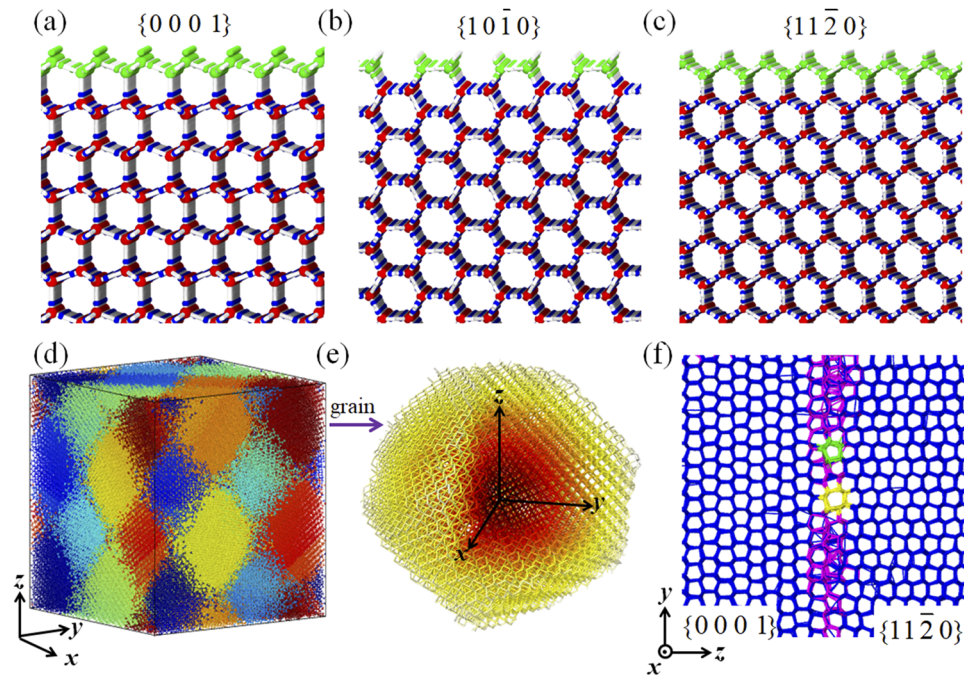 (a) {0 0 0 1}
(b) {1 0 1̅ 0}
(c) {1 1 2̅ 0}
(d)
grain
(e)
z
y
x
(f)
z
y
x
y
x
z
{0 0 0 1}
{1 1 2̅ 0}